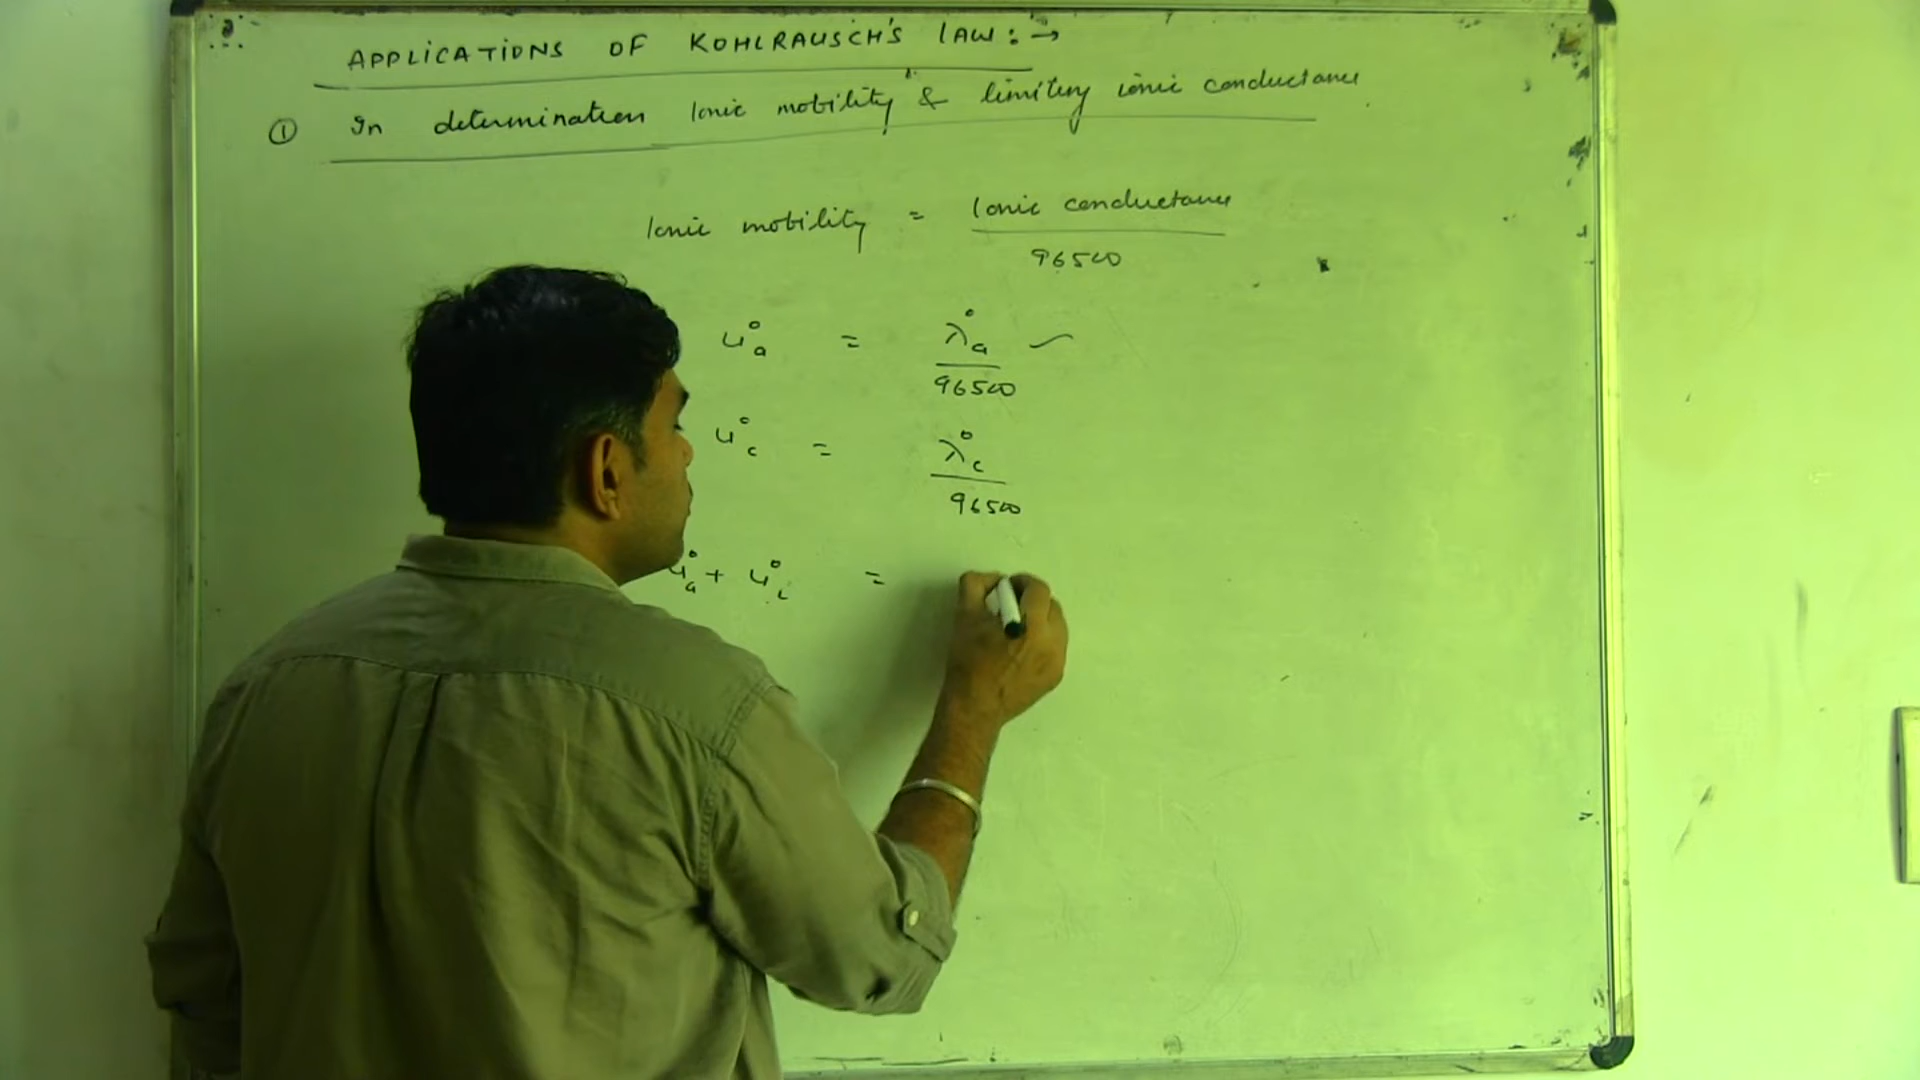 APPLICATIONS OF KOHLRAUSCH'S LAW:→
① In determination Ionic mobility & limiting ionic conductance
Ionic mobility = Ionic conductance / 96500
u°a = λ°a / 96500
u°c = λ°c / 96500
u°a + u°c =